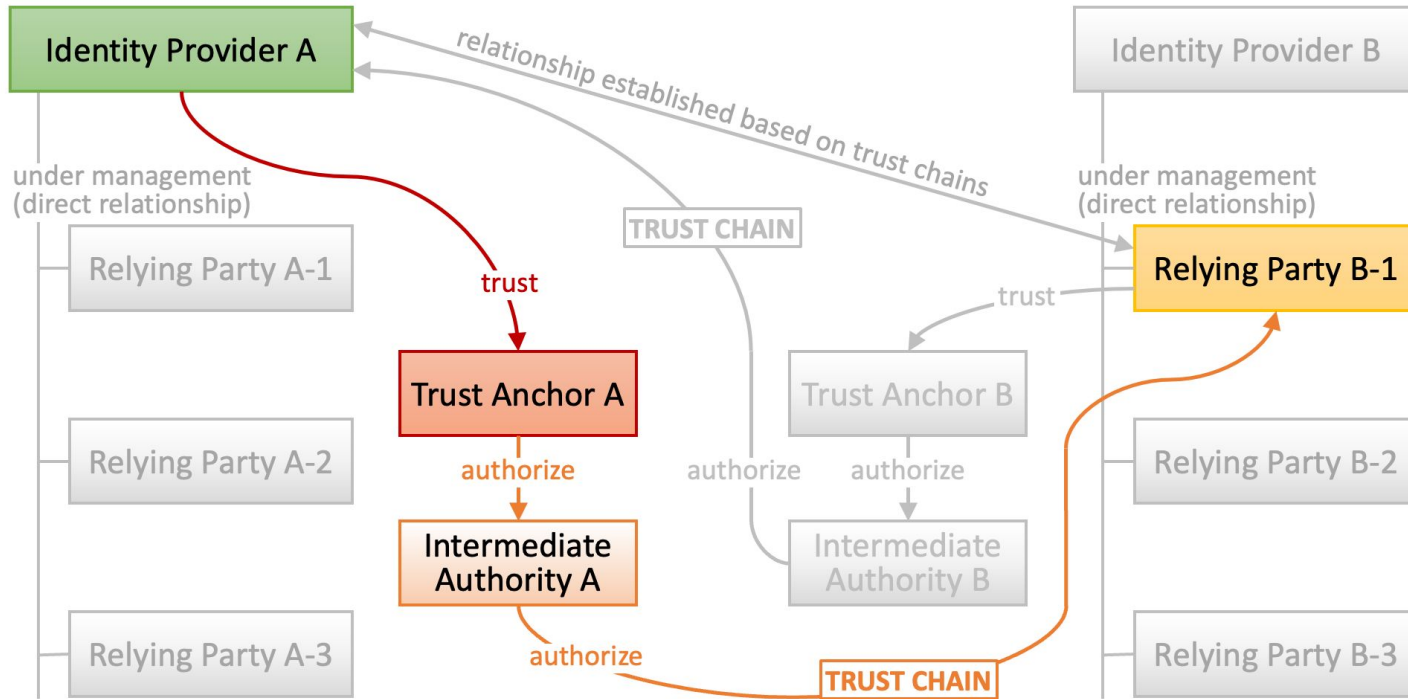 Identity Provider A
Identity Provider B
relationship established based on trust chains
under management
(direct relationship)
under management
(direct relationship)
TRUST CHAIN
Relying Party A-1
Relying Party B-1
trust
trust
Trust Anchor A
Trust Anchor B
Relying Party A-2
authorize
authorize
authorize
Relying Party B-2
Intermediate
Authority A
Intermediate
Authority B
Relying Party A-3
authorize
TRUST CHAIN
Relying Party B-3